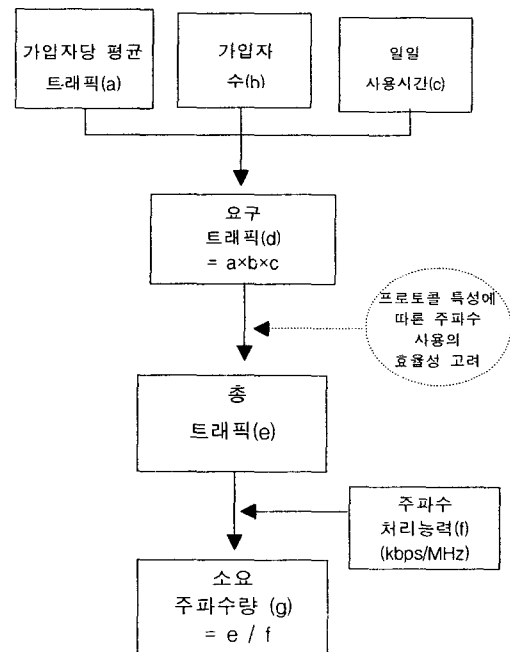 가입자당 평균
트래픽(a)
가입자
수(b)
일일
사용시간(c)
요구
트래픽(d)
= a×b×c
프로토콜 특성에
따른 주파수
사용의
효율성 고려
총
트래픽(e)
주파수
처리능력(f)
(kbps/MHz)
소요
주파수량 (g)
= e / f